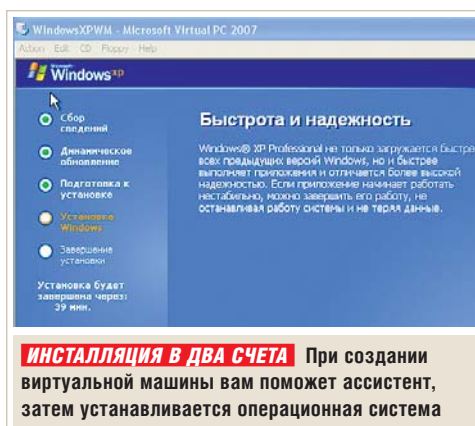 WindowsXPWM - Microsoft Virtual PC 2007
Action Edit CD Floppy Help
Microsoft
Windows xp
Сбор
сведений
Динамическое
обновление
Подготовка к
установке
Установка
Windows
Завершение
установки
Установка будет
завершена через:
39 мин.
Быстрота и надежность
Windows® XP Professional не только загружается быстре
всех предыдущих версий Windows, но и быстрее
выполняет приложения и отличается более высокой
надежностью. Если приложение начинает работать
нестабильно, можно завершить его работу, не
останавливая работу системы и не теряя данные.
ИНСТАЛЛЯЦИЯ В ДВА СЧЕТА При создании
виртуальной машины вам поможет ассистент,
затем устанавливается операционная система